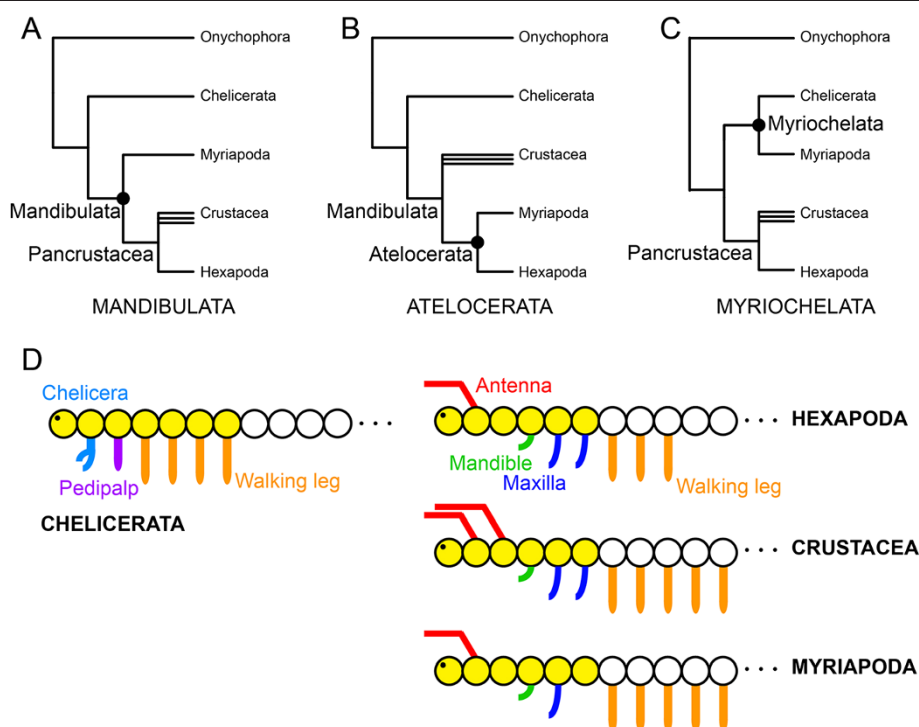 A
Onychophora
Chelicerata
Myriapoda
Mandibulata
Crustacea
Pancrustacea
Hexapoda
MANDIBULATA
B
Onychophora
Chelicerata
Crustacea
Mandibulata
Myriapoda
Atelocerata
Hexapoda
ATELOCERATA
C
Onychophora
Chelicerata
Myriochelata
Myriapoda
Crustacea
Pancrustacea
Hexapoda
MYRIOCHELATA
D
Chelicera
Pedipalp
Walking leg
CHELICERATA
Antenna
Mandible
Maxilla
Walking leg
HEXAPODA
CRUSTACEA
MYRIAPODA